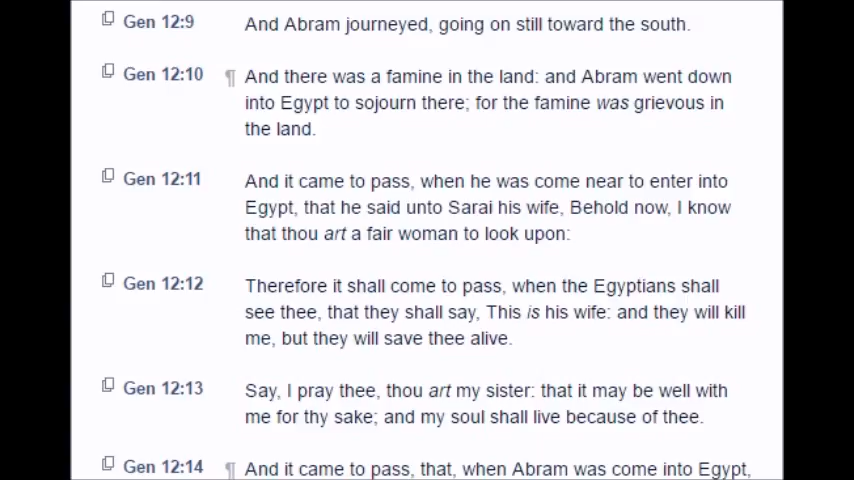 Gen 12:9 And Abram journeyed, going on still toward the south.
Gen 12:10 ¶ And there was a famine in the land: and Abram went down
into Egypt to sojourn there; for the famine was grievous in
the land.
Gen 12:11 And it came to pass, when he was come near to enter into
Egypt, that he said unto Sarai his wife, Behold now, I know
that thou art a fair woman to look upon:
Gen 12:12 Therefore it shall come to pass, when the Egyptians shall
see thee, that they shall say, This is his wife: and they will kill
me, but they will save thee alive.
Gen 12:13 Say, I pray thee, thou art my sister: that it may be well with
me for thy sake; and my soul shall live because of thee.
Gen 12:14 ¶ And it came to pass, that, when Abram was come into Egypt,